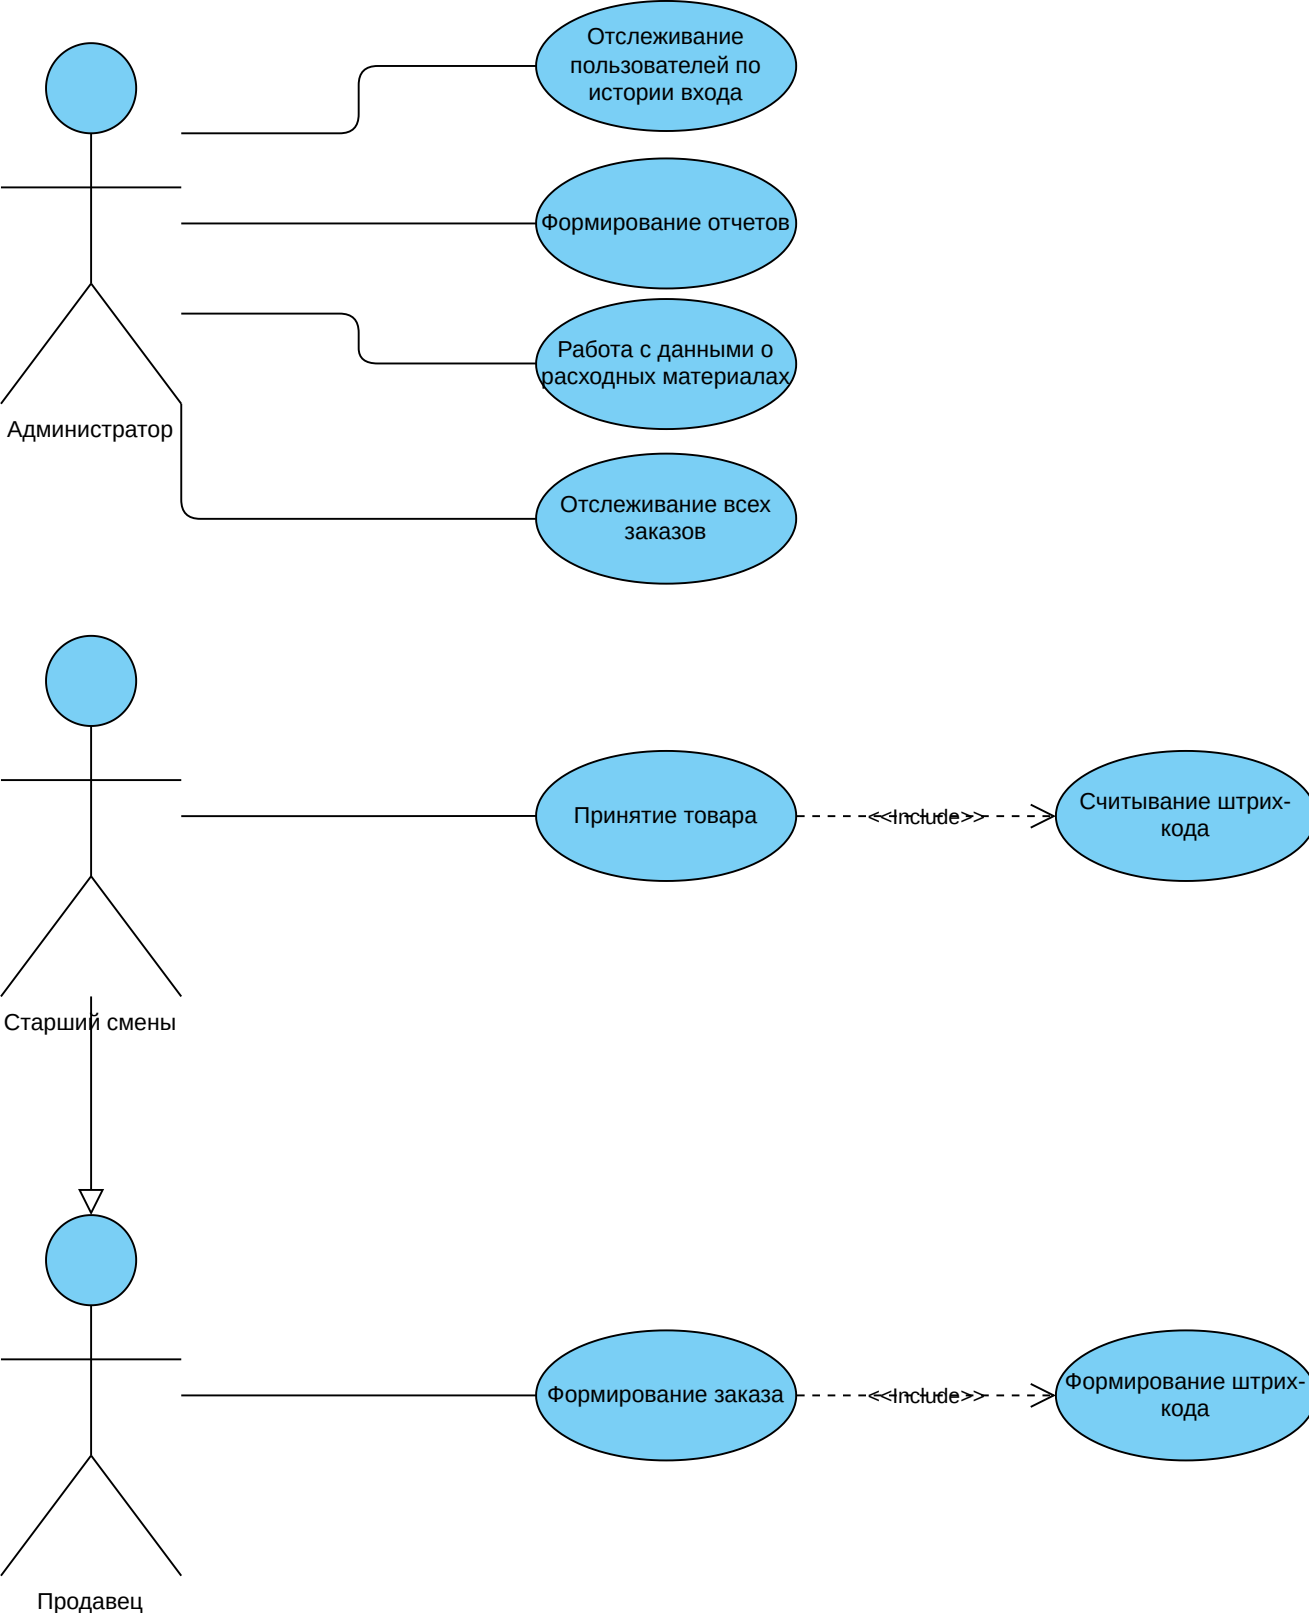 Отслеживание
пользователей по
истории входа
Формирование отчетов
Работа с данными о
расходных материалах
Администратор
Отслеживание всех
заказов
Принятие товара
<<Include>>
Считывание штрих-
кода
Старший смены
Формирование заказа
<<Include>>
Формирование штрих-
кода
Продавец